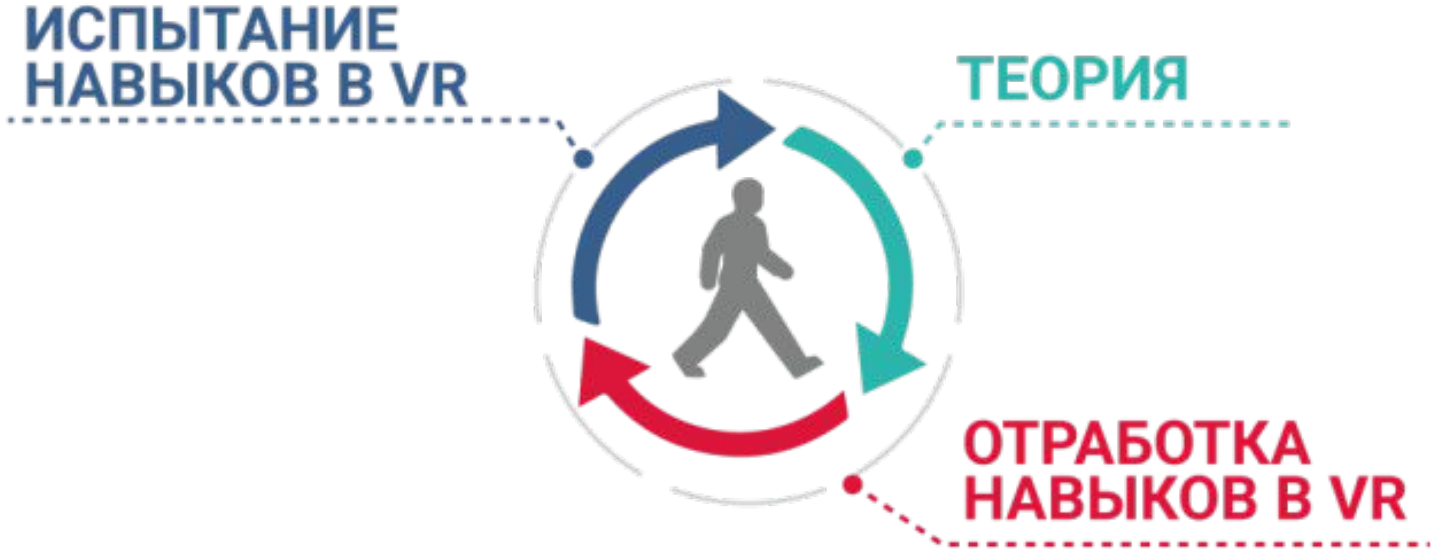 ИСПЫТАНИЕ
НАВЫКОВ В VR
ТЕОРИЯ
ОТРАБОТКА
НАВЫКОВ В VR